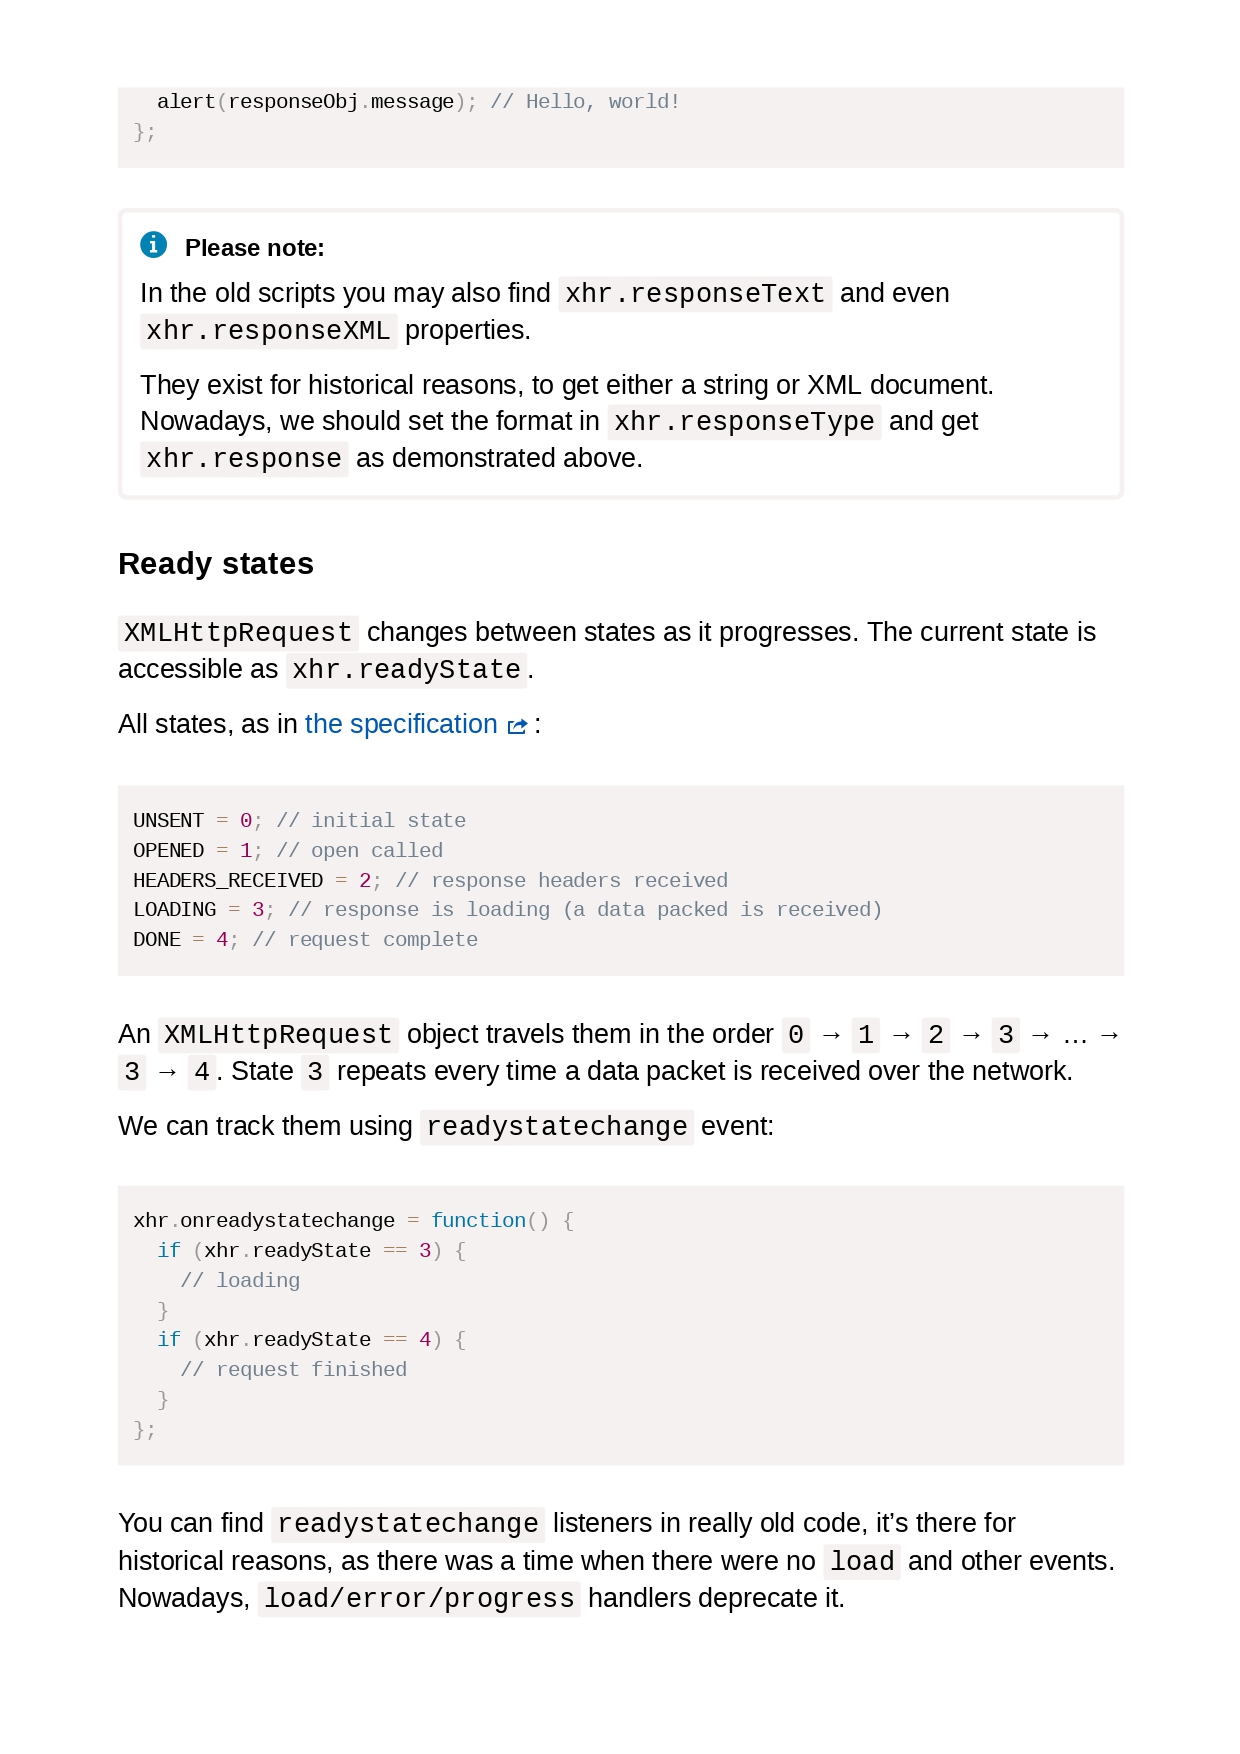 alert(responseObj.message); // Hello, world!
};
Please note:
In the old scripts you may also find xhr.responseText and even
xhr.responseXML properties.
They exist for historical reasons, to get either a string or XML document.
Nowadays, we should set the format in xhr.responseType and get
xhr.response as demonstrated above.
Ready states
XMLHttpRequest changes between states as it progresses. The current state is
accessible as xhr.readyState.
All states, as in the specification :
UNSENT = 0; // initial state
OPENED = 1; // open called
HEADERS_RECEIVED = 2; // response headers received
LOADING = 3; // response is loading (a data packed is received)
DONE = 4; // request complete
An XMLHttpRequest object travels them in the order 0 → 1 → 2 → 3 → … →
3 → 4. State 3 repeats every time a data packet is received over the network.
We can track them using readystatechange event:
xhr.onreadystatechange = function() {
  if (xhr.readyState == 3) {
    // loading
  }
  if (xhr.readyState == 4) {
    // request finished
  }
};
You can find readystatechange listeners in really old code, it’s there for
historical reasons, as there was a time when there were no load and other events.
Nowadays, load/error/progress handlers deprecate it.